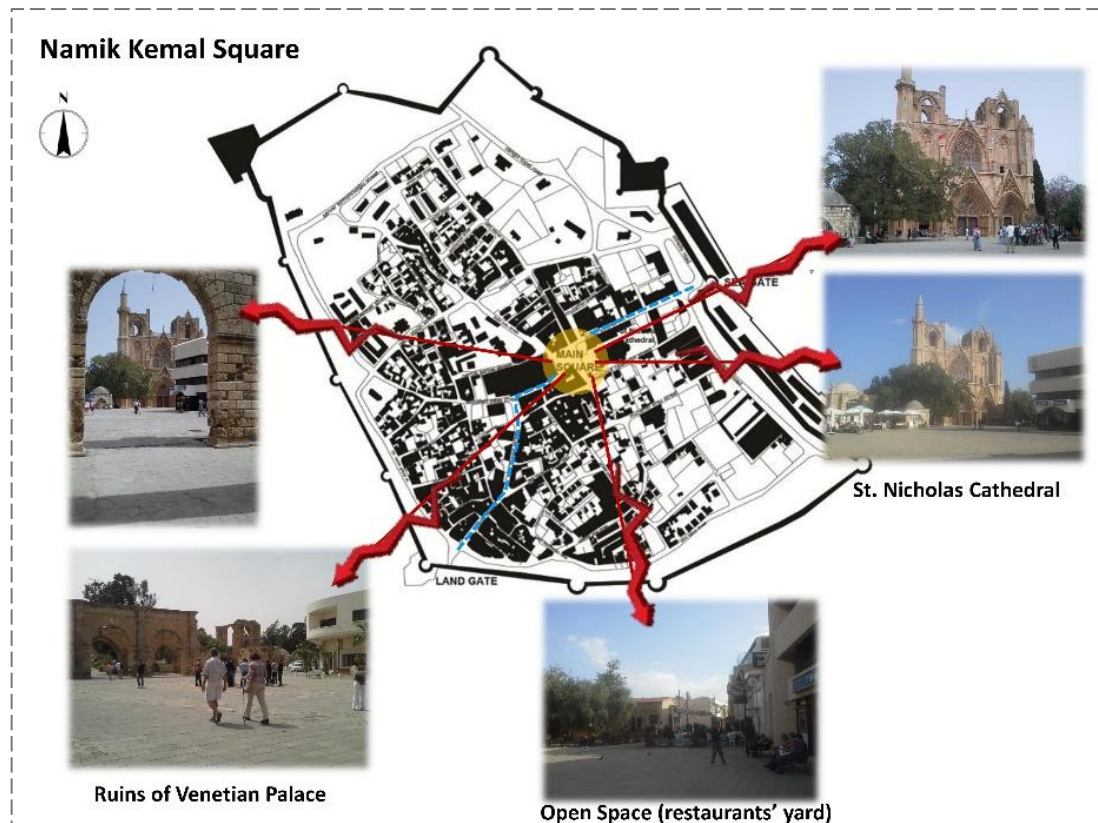 Namik Kemal Square
N
SEA GATE
Cathedral
MAIN
SQUARE
St. Nicholas Cathedral
LAND GATE
Ruins of Venetian Palace
Open Space (restaurants' yard)